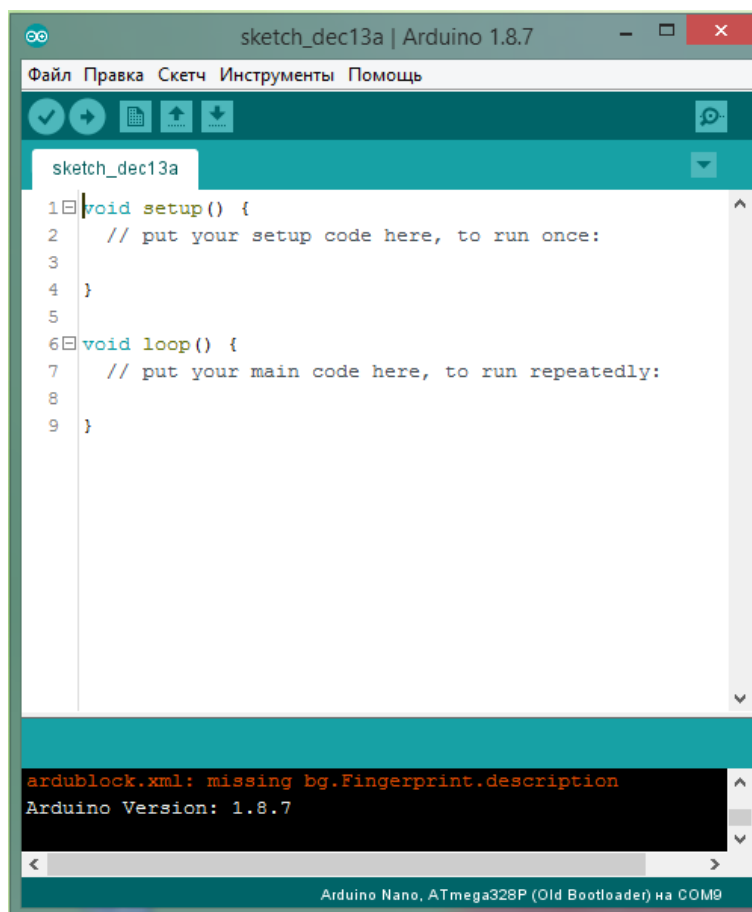 sketch_dec13a | Arduino 1.8.7
Файл Правка Скетч Инструменты Помощь
sketch_dec13a
1 void setup() {
2 // put your setup code here, to run once:
3
4 }
5
6 void loop() {
7 // put your main code here, to run repeatedly:
8
9 }
ardublock.xml: missing bg.Fingerprint.description
Arduino Version: 1.8.7
Arduino Nano, ATmega328P (Old Bootloader) на COM9